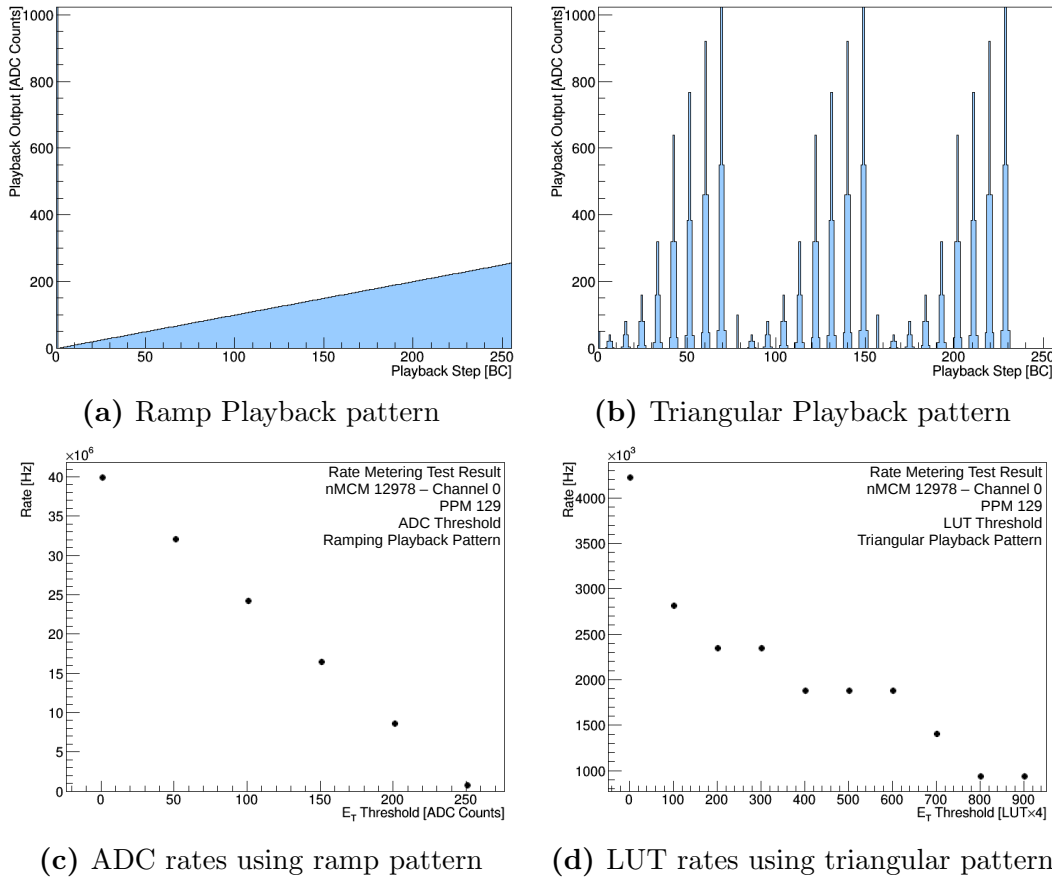 Playback Output [ADC Counts]
1000
800
600
400
200
0
0 50 100 150 200 250
Playback Step [BC]
(a) Ramp Playback pattern
Playback Output [ADC Counts]
1000
800
600
400
200
0
0 50 100 150 200 250
Playback Step [BC]
(b) Triangular Playback pattern
×10⁶
Rate [Hz]
40
35
30
25
20
15
10
5
0
Rate Metering Test Result
nMCM 12978 – Channel 0
PPM 129
ADC Threshold
Ramping Playback Pattern
0 50 100 150 200 250
E_T Threshold [ADC Counts]
(c) ADC rates using ramp pattern
×10³
Rate [Hz]
4000
3000
2500
2000
1500
1000
Rate Metering Test Result
nMCM 12978 – Channel 0
PPM 129
LUT Threshold
Triangular Playback Pattern
0 100 200 300 400 500 600 700 800 900
E_T Threshold [LUT×4]
(d) LUT rates using triangular pattern